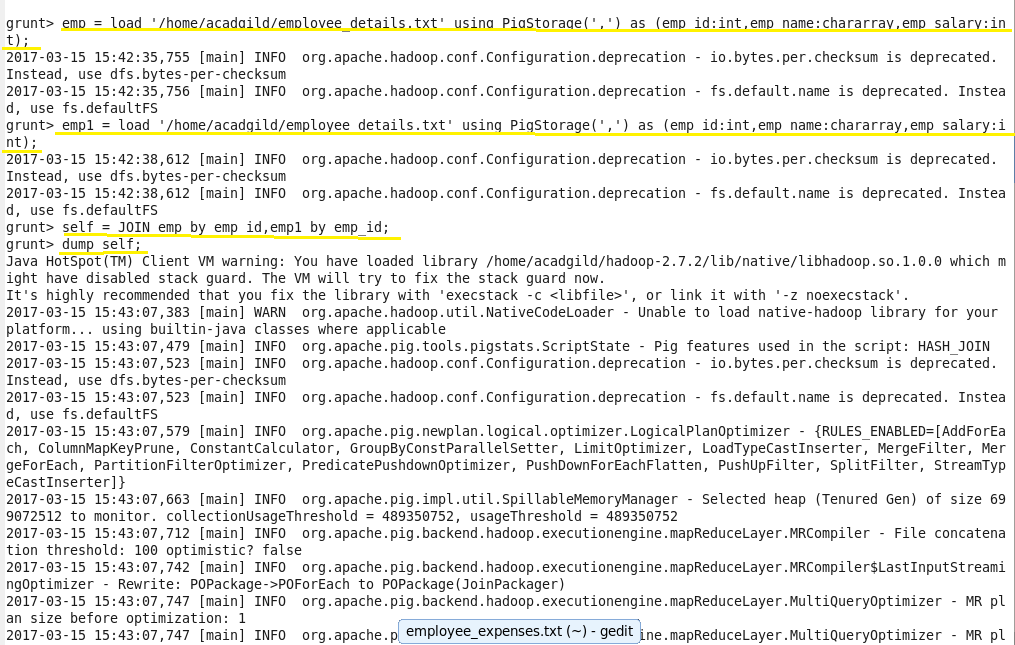 grunt> emp = load '/home/acadgild/employee_details.txt' using PigStorage(',') as (emp_id:int,emp_name:chararray,emp_salary:in
t);
2017-03-15 15:42:35,755 [main] INFO  org.apache.hadoop.conf.Configuration.deprecation - io.bytes.per.checksum is deprecated.
Instead, use dfs.bytes-per-checksum
2017-03-15 15:42:35,756 [main] INFO  org.apache.hadoop.conf.Configuration.deprecation - fs.default.name is deprecated. Instea
d, use fs.defaultFS
grunt> emp1 = load '/home/acadgild/employee_details.txt' using PigStorage(',') as (emp_id:int,emp_name:chararray,emp_salary:i
nt);
2017-03-15 15:42:38,612 [main] INFO  org.apache.hadoop.conf.Configuration.deprecation - io.bytes.per.checksum is deprecated.
Instead, use dfs.bytes-per-checksum
2017-03-15 15:42:38,612 [main] INFO  org.apache.hadoop.conf.Configuration.deprecation - fs.default.name is deprecated. Instea
d, use fs.defaultFS
grunt> self = JOIN emp by emp_id,emp1 by emp_id;
grunt> dump self;
Java HotSpot(TM) Client VM warning: You have loaded library /home/acadgild/hadoop-2.7.2/lib/native/libhadoop.so.1.0.0 which m
ight have disabled stack guard. The VM will try to fix the stack guard now.
It's highly recommended that you fix the library with 'execstack -c <libfile>', or link it with '-z noexecstack'.
2017-03-15 15:43:07,383 [main] WARN  org.apache.hadoop.util.NativeCodeLoader - Unable to load native-hadoop library for your
platform... using builtin-java classes where applicable
2017-03-15 15:43:07,479 [main] INFO  org.apache.pig.tools.pigstats.ScriptState - Pig features used in the script: HASH_JOIN
2017-03-15 15:43:07,523 [main] INFO  org.apache.hadoop.conf.Configuration.deprecation - io.bytes.per.checksum is deprecated.
Instead, use dfs.bytes-per-checksum
2017-03-15 15:43:07,523 [main] INFO  org.apache.hadoop.conf.Configuration.deprecation - fs.default.name is deprecated. Instea
d, use fs.defaultFS
2017-03-15 15:43:07,579 [main] INFO  org.apache.pig.newplan.logical.optimizer.LogicalPlanOptimizer - {RULES_ENABLED=[AddForEa
ch, ColumnMapKeyPrune, ConstantCalculator, GroupByConstParallelSetter, LimitOptimizer, LoadTypeCastInserter, MergeFilter, Mer
geForEach, PartitionFilterOptimizer, PredicatePushdownOptimizer, PushDownForEachFlatten, PushUpFilter, SplitFilter, StreamTyp
eCastInserter]}
2017-03-15 15:43:07,663 [main] INFO  org.apache.pig.impl.util.SpillableMemoryManager - Selected heap (Tenured Gen) of size 69
9072512 to monitor. collectionUsageThreshold = 489350752, usageThreshold = 489350752
2017-03-15 15:43:07,712 [main] INFO  org.apache.pig.backend.hadoop.executionengine.mapReduceLayer.MRCompiler - File concatena
tion threshold: 100 optimistic? false
2017-03-15 15:43:07,742 [main] INFO  org.apache.pig.backend.hadoop.executionengine.mapReduceLayer.MRCompiler$LastInputStreami
ngOptimizer - Rewrite: POPackage->POForEach to POPackage(JoinPackager)
2017-03-15 15:43:07,747 [main] INFO  org.apache.pig.backend.hadoop.executionengine.mapReduceLayer.MultiQueryOptimizer - MR pl
an size before optimization: 1
2017-03-15 15:43:07,747 [main] INFO  org.apache.p ine.mapReduceLayer.MultiQueryOptimizer - MR pl
employee_expenses.txt (~) - gedit